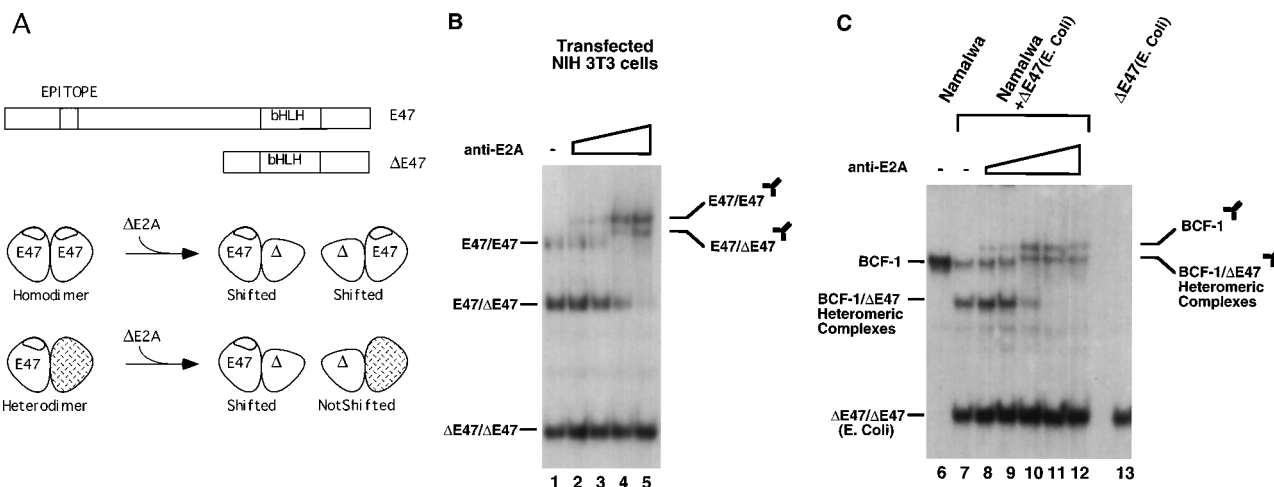 A
EPITOPE
bHLH
E47
bHLH
ΔE47
ΔE2A
E47 E47
E47 Δ
Δ E47
Homodimer
Shifted
Shifted
ΔE2A
E47
E47 Δ
Δ
Heterodimer
Shifted
NotShifted
B
Transfected
NIH 3T3 cells
anti-E2A
-
E47/E47
E47/ΔE47
E47/E47
E47/ΔE47
ΔE47/ΔE47
1 2 3 4 5
C
Namalwa
Namalwa
+ΔE47(E. Coli)
ΔE47(E. Coli)
anti-E2A
- -
BCF-1
BCF-1/ΔE47
Heteromeric
Complexes
BCF-1
BCF-1/ΔE47
Heteromeric
Complexes
ΔE47/ΔE47
(E. Coli)
6 7 8 9 10 11 12 13